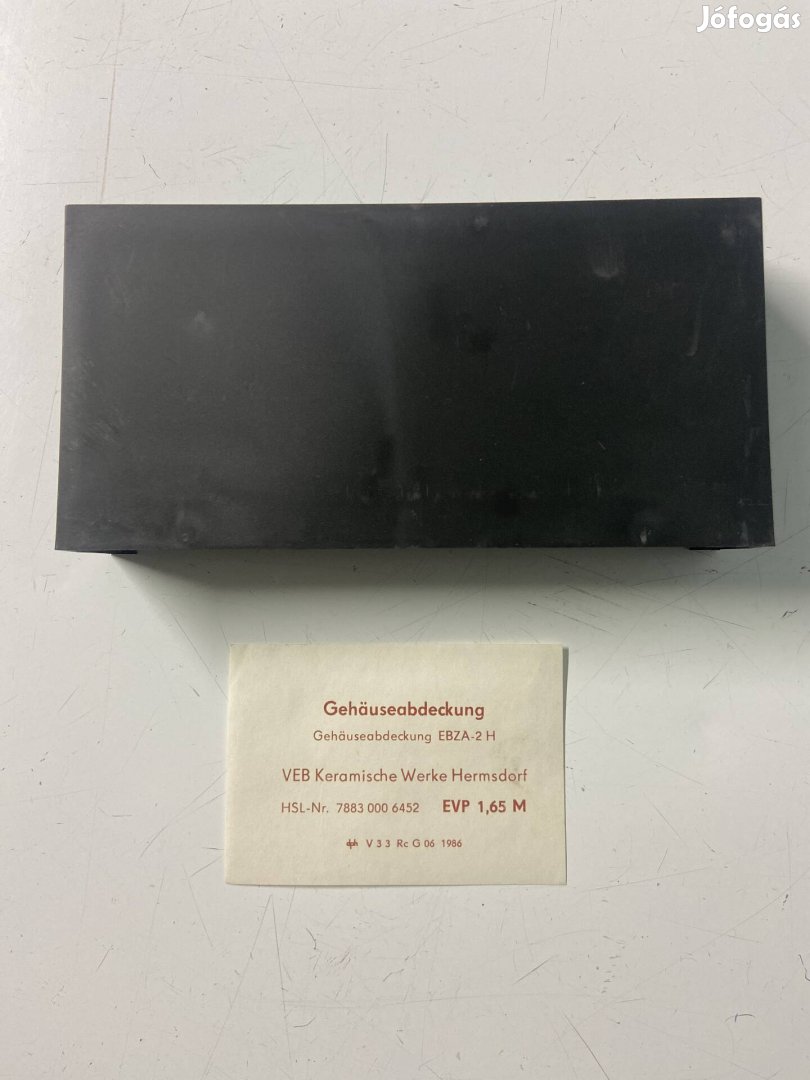 Jófogás
Gehäuseabdeckung
Gehäuseabdeckung EBZA-2 H
VEB Keramische Werke Hermsdorf
HSL-Nr. 7883 000 6452 EVP 1,65 M
dph V 3 3 Rc G 06 1986